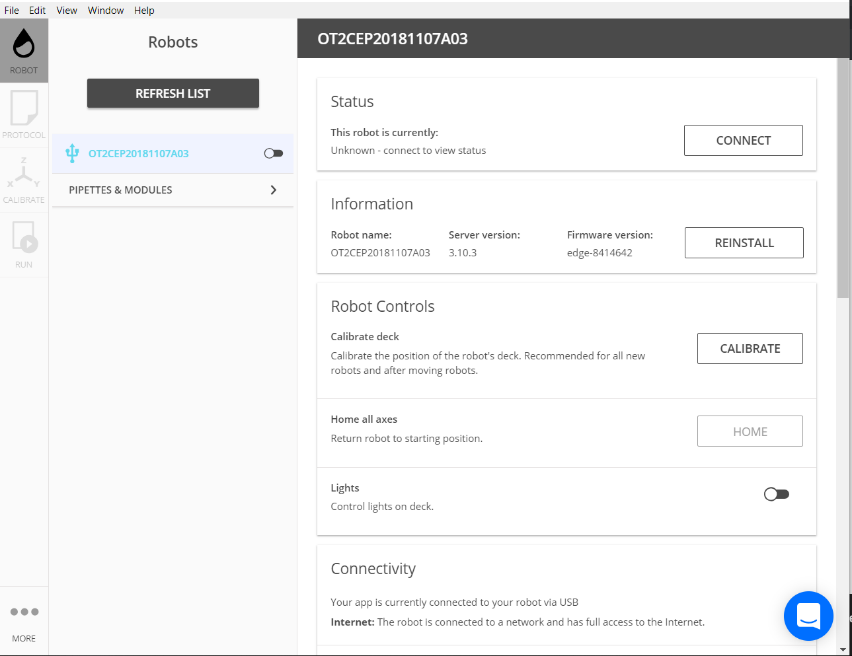 File Edit View Window Help
ROBOT
PROTOCOL
Z
X Y
CALIBRATE
RUN
MORE
Robots
REFRESH LIST
OT2CEP20181107A03
PIPETTES & MODULES
OT2CEP20181107A03
Status
This robot is currently:
Unknown - connect to view status
CONNECT
Information
Robot name: Server version: Firmware version:
OT2CEP20181107A03 3.10.3 edge-8414642
REINSTALL
Robot Controls
Calibrate deck
Calibrate the position of the robot's deck. Recommended for all new
robots and after moving robots.
CALIBRATE
Home all axes
Return robot to starting position.
HOME
Lights
Control lights on deck.
Connectivity
Your app is currently connected to your robot via USB
Internet: The robot is connected to a network and has full access to the Internet.